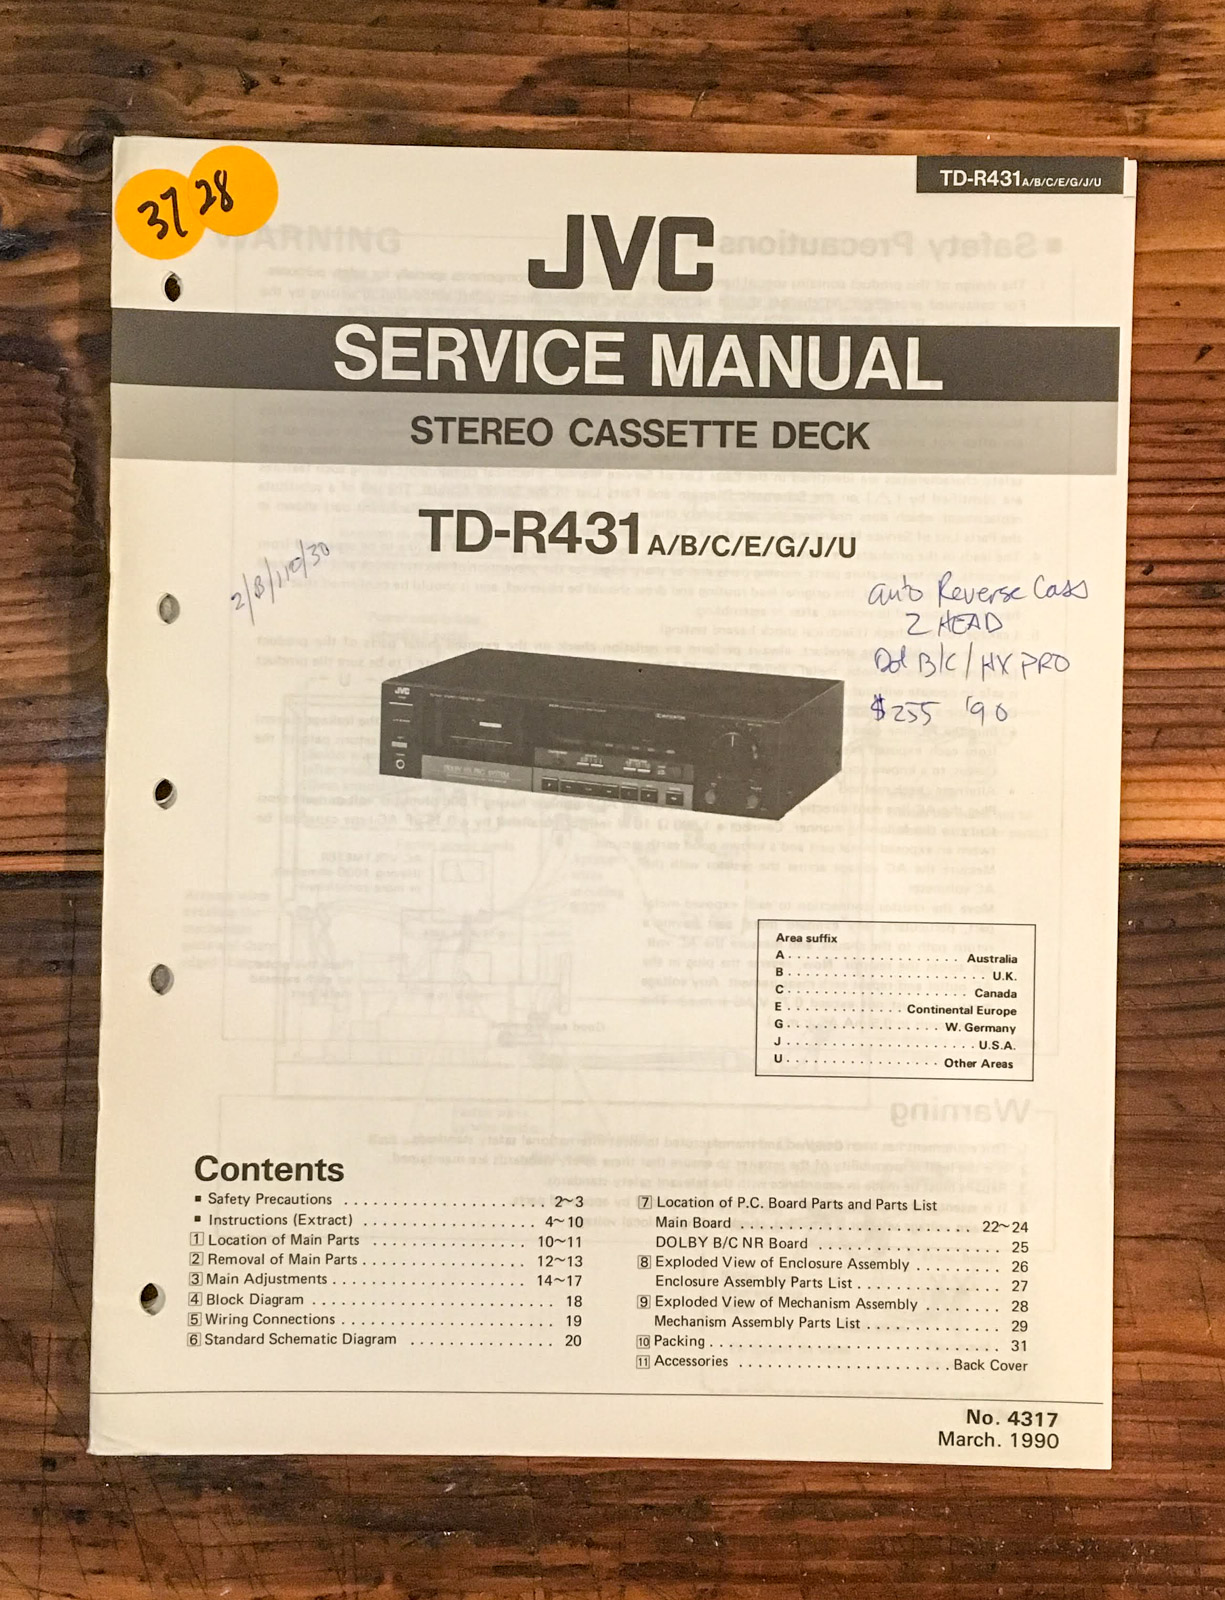 37 28
TD-R431 A/B/C/E/G/J/U
JVC
SERVICE MANUAL
STEREO CASSETTE DECK
TD-R431 A/B/C/E/G/J/U
2/B/110/30
auto Reverse Cass
2 HEAD
Dol B/C / HX PRO
$255 '90
JVC
Area suffix
A . . . . . . . . . . . . . . . . . . . . Australia
B . . . . . . . . . . . . . . . . . . . . . . . U.K.
C . . . . . . . . . . . . . . . . . . . . . Canada
E . . . . . . . . . . . . . Continental Europe
G . . . . . . . . . . . . . . . . . . W. Germany
J . . . . . . . . . . . . . . . . . . . . . . U.S.A.
U . . . . . . . . . . . . . . . . . . Other Areas
Warning
Contents
▪ Safety Precautions . . . . . . . . . . . . . . . . . . . . 2~3
▪ Instructions (Extract) . . . . . . . . . . . . . . . . . . 4~10
1 Location of Main Parts . . . . . . . . . . . . . . . 10~11
2 Removal of Main Parts . . . . . . . . . . . . . . . . 12~13
3 Main Adjustments . . . . . . . . . . . . . . . . . . . 14~17
4 Block Diagram . . . . . . . . . . . . . . . . . . . . . . . . 18
5 Wiring Connections . . . . . . . . . . . . . . . . . . . . 19
6 Standard Schematic Diagram . . . . . . . . . . . . . . 20
7 Location of P.C. Board Parts and Parts List
Main Board . . . . . . . . . . . . . . . . . . . . . . . 22~24
DOLBY B/C NR Board . . . . . . . . . . . . . . . . . . 25
8 Exploded View of Enclosure Assembly . . . . . . . . 26
Enclosure Assembly Parts List . . . . . . . . . . . . . . 27
9 Exploded View of Mechanism Assembly . . . . . . . 28
Mechanism Assembly Parts List . . . . . . . . . . . . . 29
10 Packing . . . . . . . . . . . . . . . . . . . . . . . . . . . . 31
11 Accessories . . . . . . . . . . . . . . . . . . . . . Back Cover
No. 4317
March. 1990